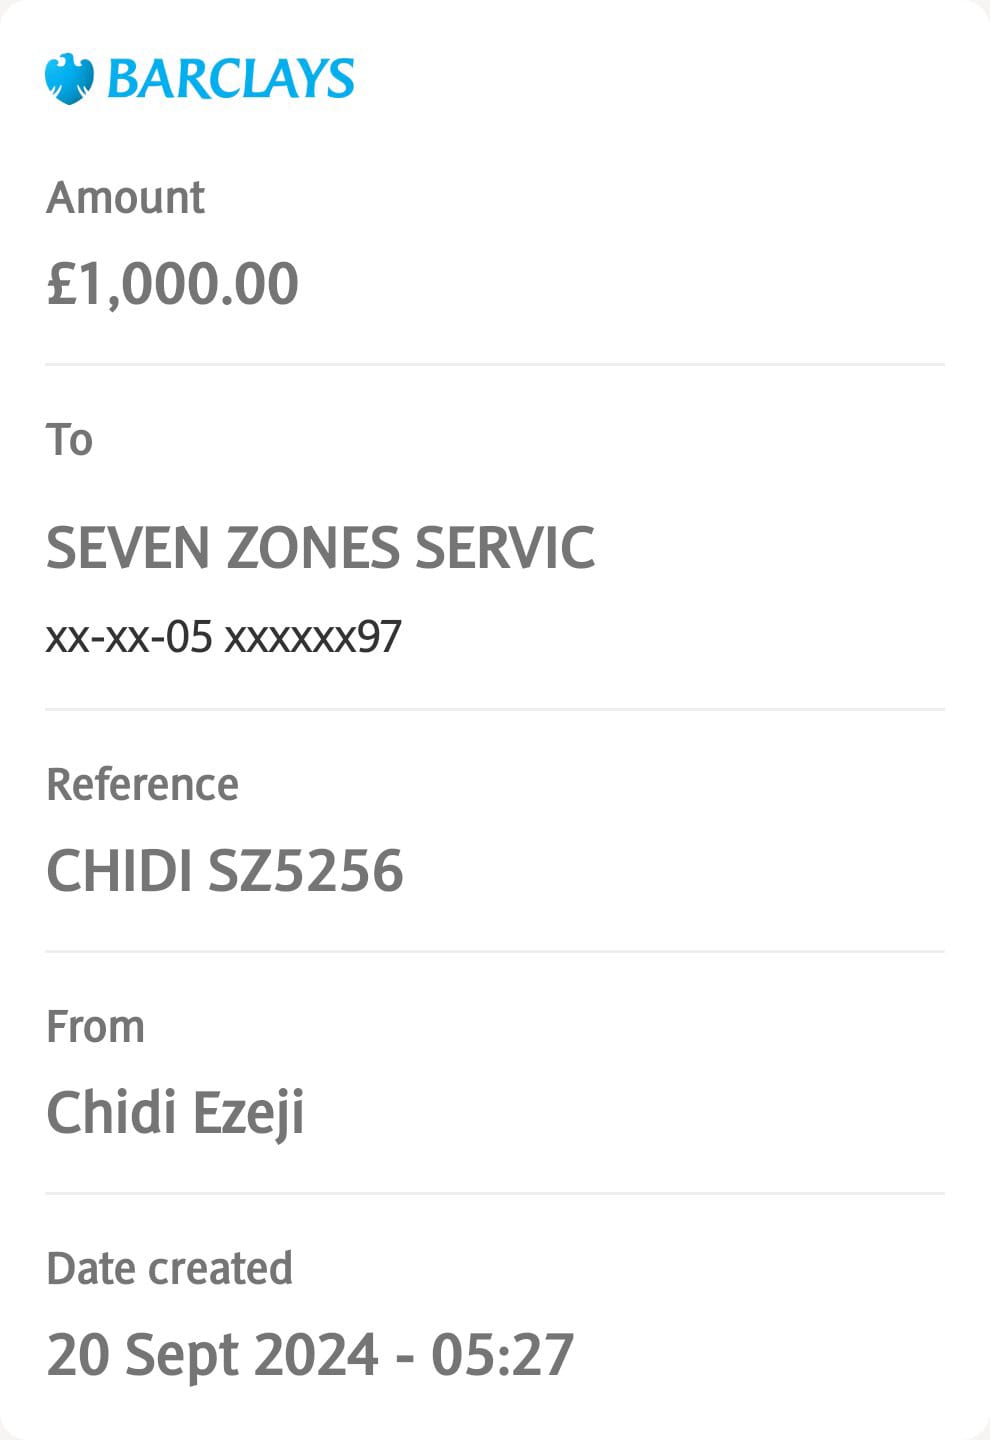 BARCLAYS
Amount
£1,000.00
To
SEVEN ZONES SERVIC
xx-xx-05 xxxxxx97
Reference
CHIDI SZ5256
From
Chidi Ezeji
Date created
20 Sept 2024 - 05:27